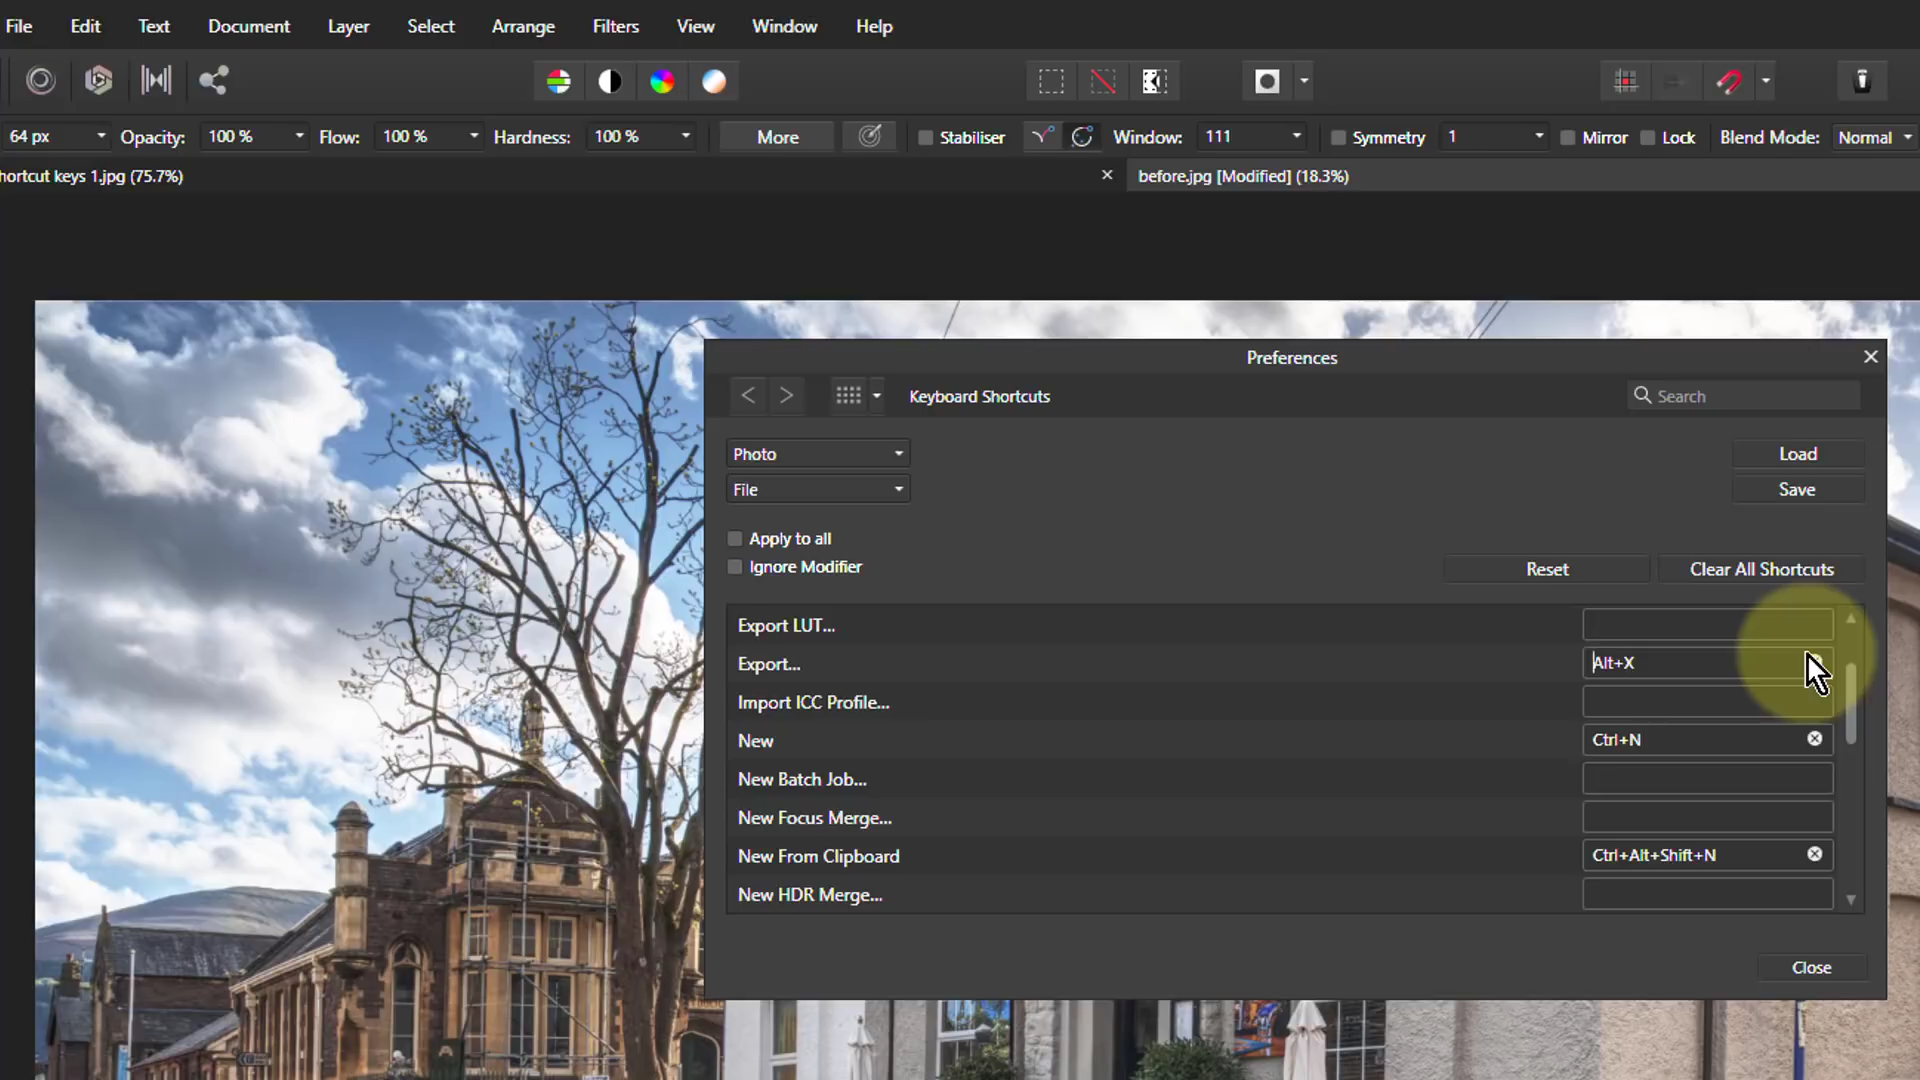 File Edit Text Document Layer Select Arrange Filters View Window Help
64 px Opacity: 100 % Flow: 100 % Hardness: 100 % More Stabiliser Window: 111 Symmetry 1 Mirror Lock Blend Mode: Normal
hortcut keys 1.jpg (75.7%) before.jpg [Modified] (18.3%)
Preferences
Keyboard Shortcuts Search
Photo Load
File Save
Apply to all
Ignore Modifier Reset Clear All Shortcuts
Export LUT...
Export... Alt+X
Import ICC Profile...
New Ctrl+N
New Batch Job...
New Focus Merge...
New From Clipboard Ctrl+Alt+Shift+N
New HDR Merge...
Close